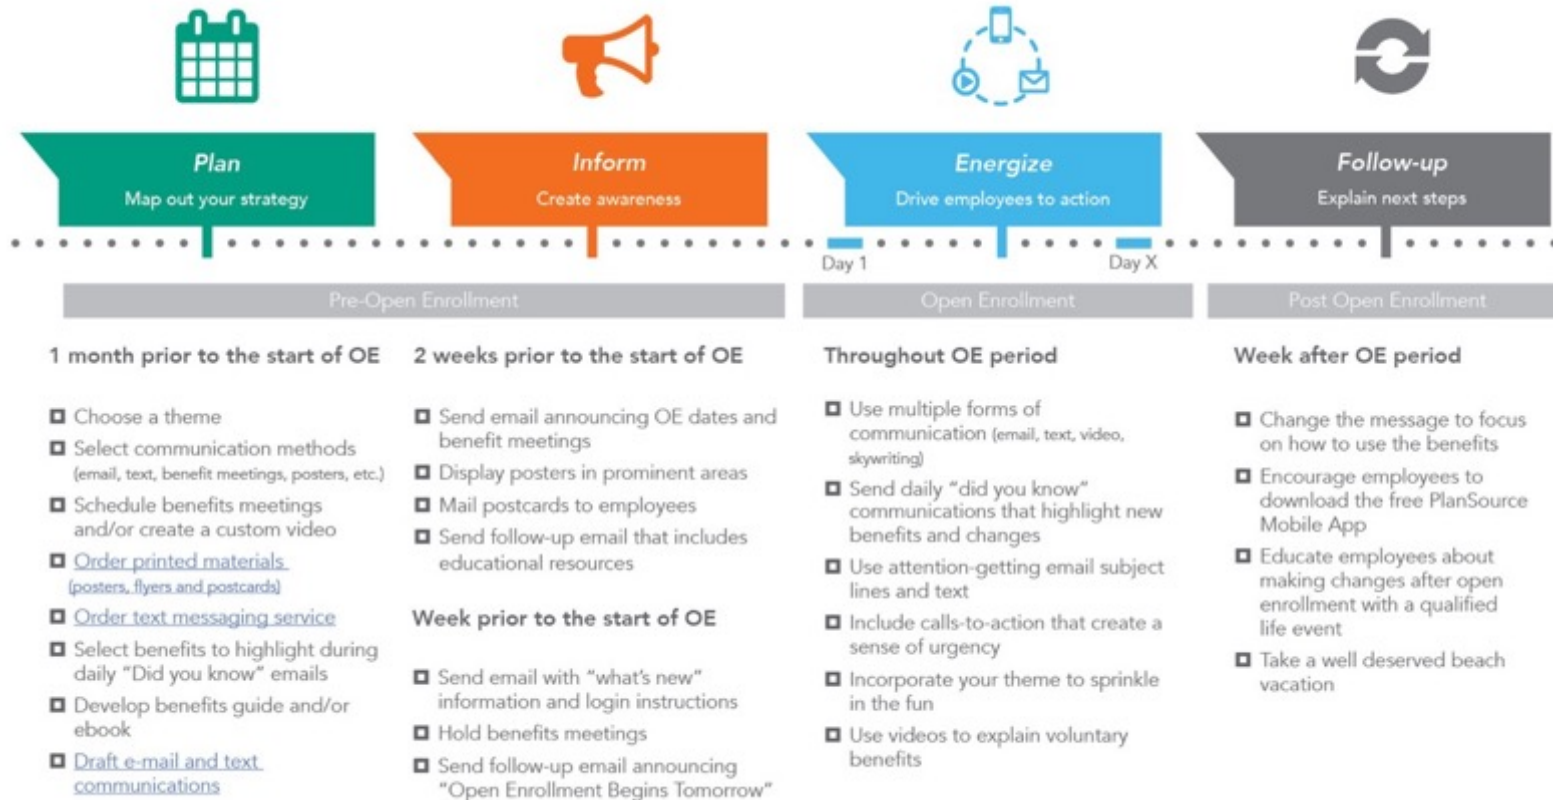 Plan
Map out your strategy
Inform
Create awareness
Energize
Drive employees to action
Follow-up
Explain next steps
Day 1
Day X
Pre-Open Enrollment
Open Enrollment
Post Open Enrollment
1 month prior to the start of OE
Choose a theme
Select communication methods
(email, text, benefit meetings, posters, etc.)
Schedule benefits meetings
and/or create a custom video
Order printed materials
(posters, flyers and postcards)
Order text messaging service
Select benefits to highlight during
daily "Did you know" emails
Develop benefits guide and/or
ebook
Draft e-mail and text
communications
2 weeks prior to the start of OE
Send email announcing OE dates and
benefit meetings
Display posters in prominent areas
Mail postcards to employees
Send follow-up email that includes
educational resources
Week prior to the start of OE
Send email with "what's new"
information and login instructions
Hold benefits meetings
Send follow-up email announcing
"Open Enrollment Begins Tomorrow"
Throughout OE period
Use multiple forms of
communication (email, text, video,
skywriting)
Send daily "did you know"
communications that highlight new
benefits and changes
Use attention-getting email subject
lines and text
Include calls-to-action that create a
sense of urgency
Incorporate your theme to sprinkle
in the fun
Use videos to explain voluntary
benefits
Week after OE period
Change the message to focus
on how to use the benefits
Encourage employees to
download the free PlanSource
Mobile App
Educate employees about
making changes after open
enrollment with a qualified
life event
Take a well deserved beach
vacation